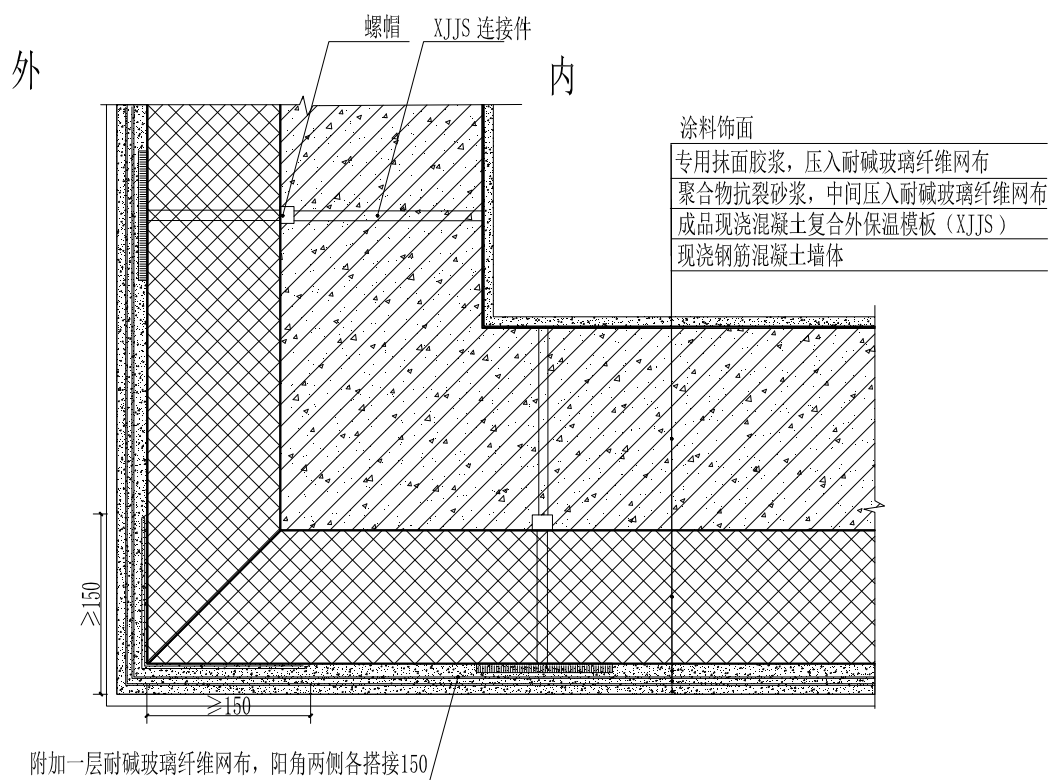 螺帽
XJJS 连接件
外
内
涂料饰面
专用抹面胶浆，压入耐碱玻璃纤维网布
聚合物抗裂砂浆，中间压入耐碱玻璃纤维网布
成品现浇混凝土复合外保温模板（XJJS）
现浇钢筋混凝土墙体
≥150
≥150
附加一层耐碱玻璃纤维网布，阳角两侧各搭接150